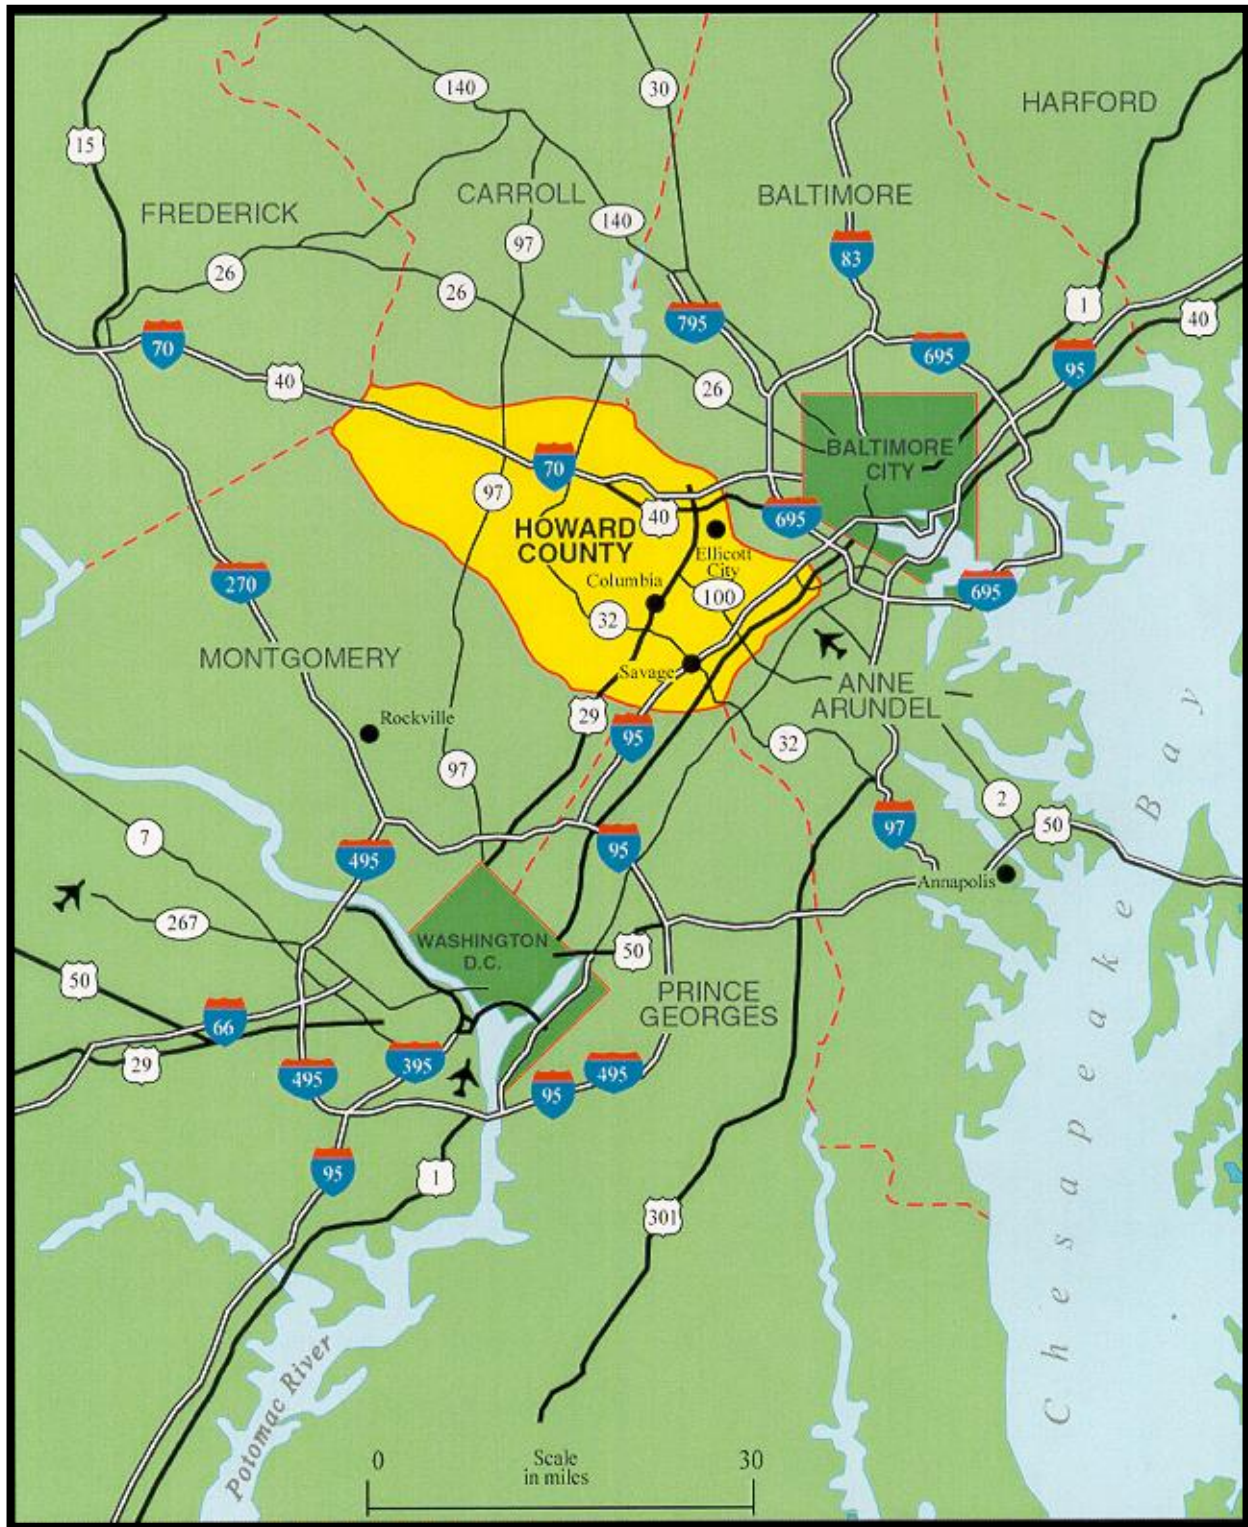 140
30
HARFORD
15
CARROLL
BALTIMORE
FREDERICK
140
97
83
26
26
1
40
795
70
695
95
40
26
BALTIMORE
CITY
70
97
40
695
HOWARD
COUNTY
Ellicott
City
Columbia
270
100
695
32
MONTGOMERY
Savage
ANNE
ARUNDEL
Rockville
29
95
32
97
2
50
7
97
495
95
Annapolis
267
WASHINGTON
D.C.
50
50
PRINCE
GEORGES
66
29
395
495
495
95
95
1
301
Chesapeake Bay
Potomac River
0
Scale
in miles
30